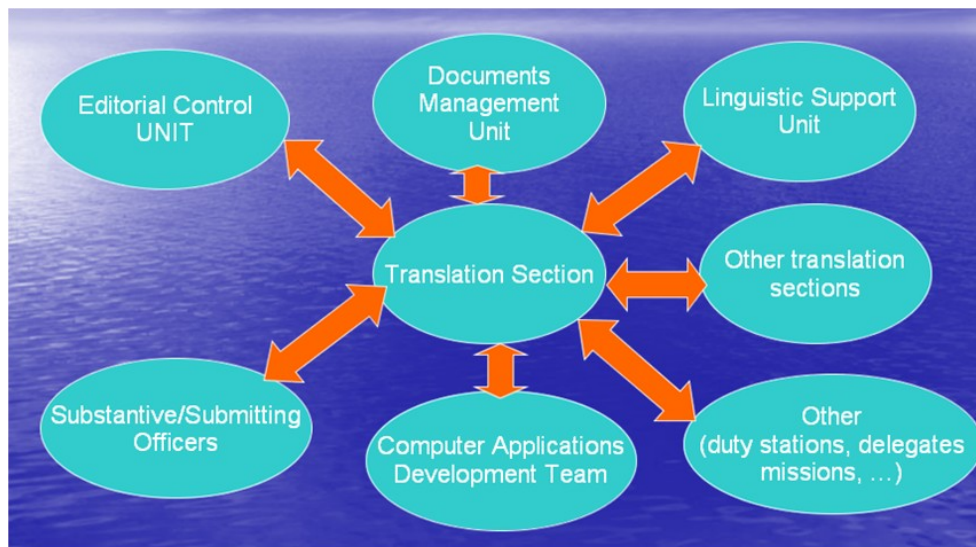 Editorial Control
UNIT
Documents
Management
Unit
Linguistic Support
Unit
Translation Section
Other translation
sections
Substantive/Submitting
Officers
Computer Applications
Development Team
Other
(duty stations, delegates
missions, …)